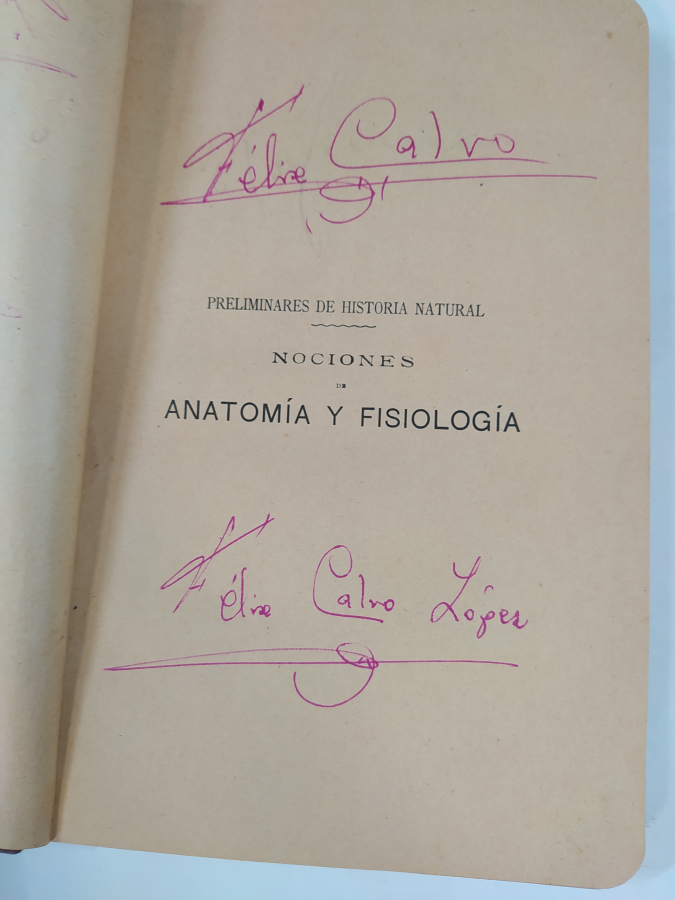 Félix Calvo
PRELIMINARES DE HISTORIA NATURAL
NOCIONES
DE
ANATOMÍA Y FISIOLOGÍA
Félix Calvo López